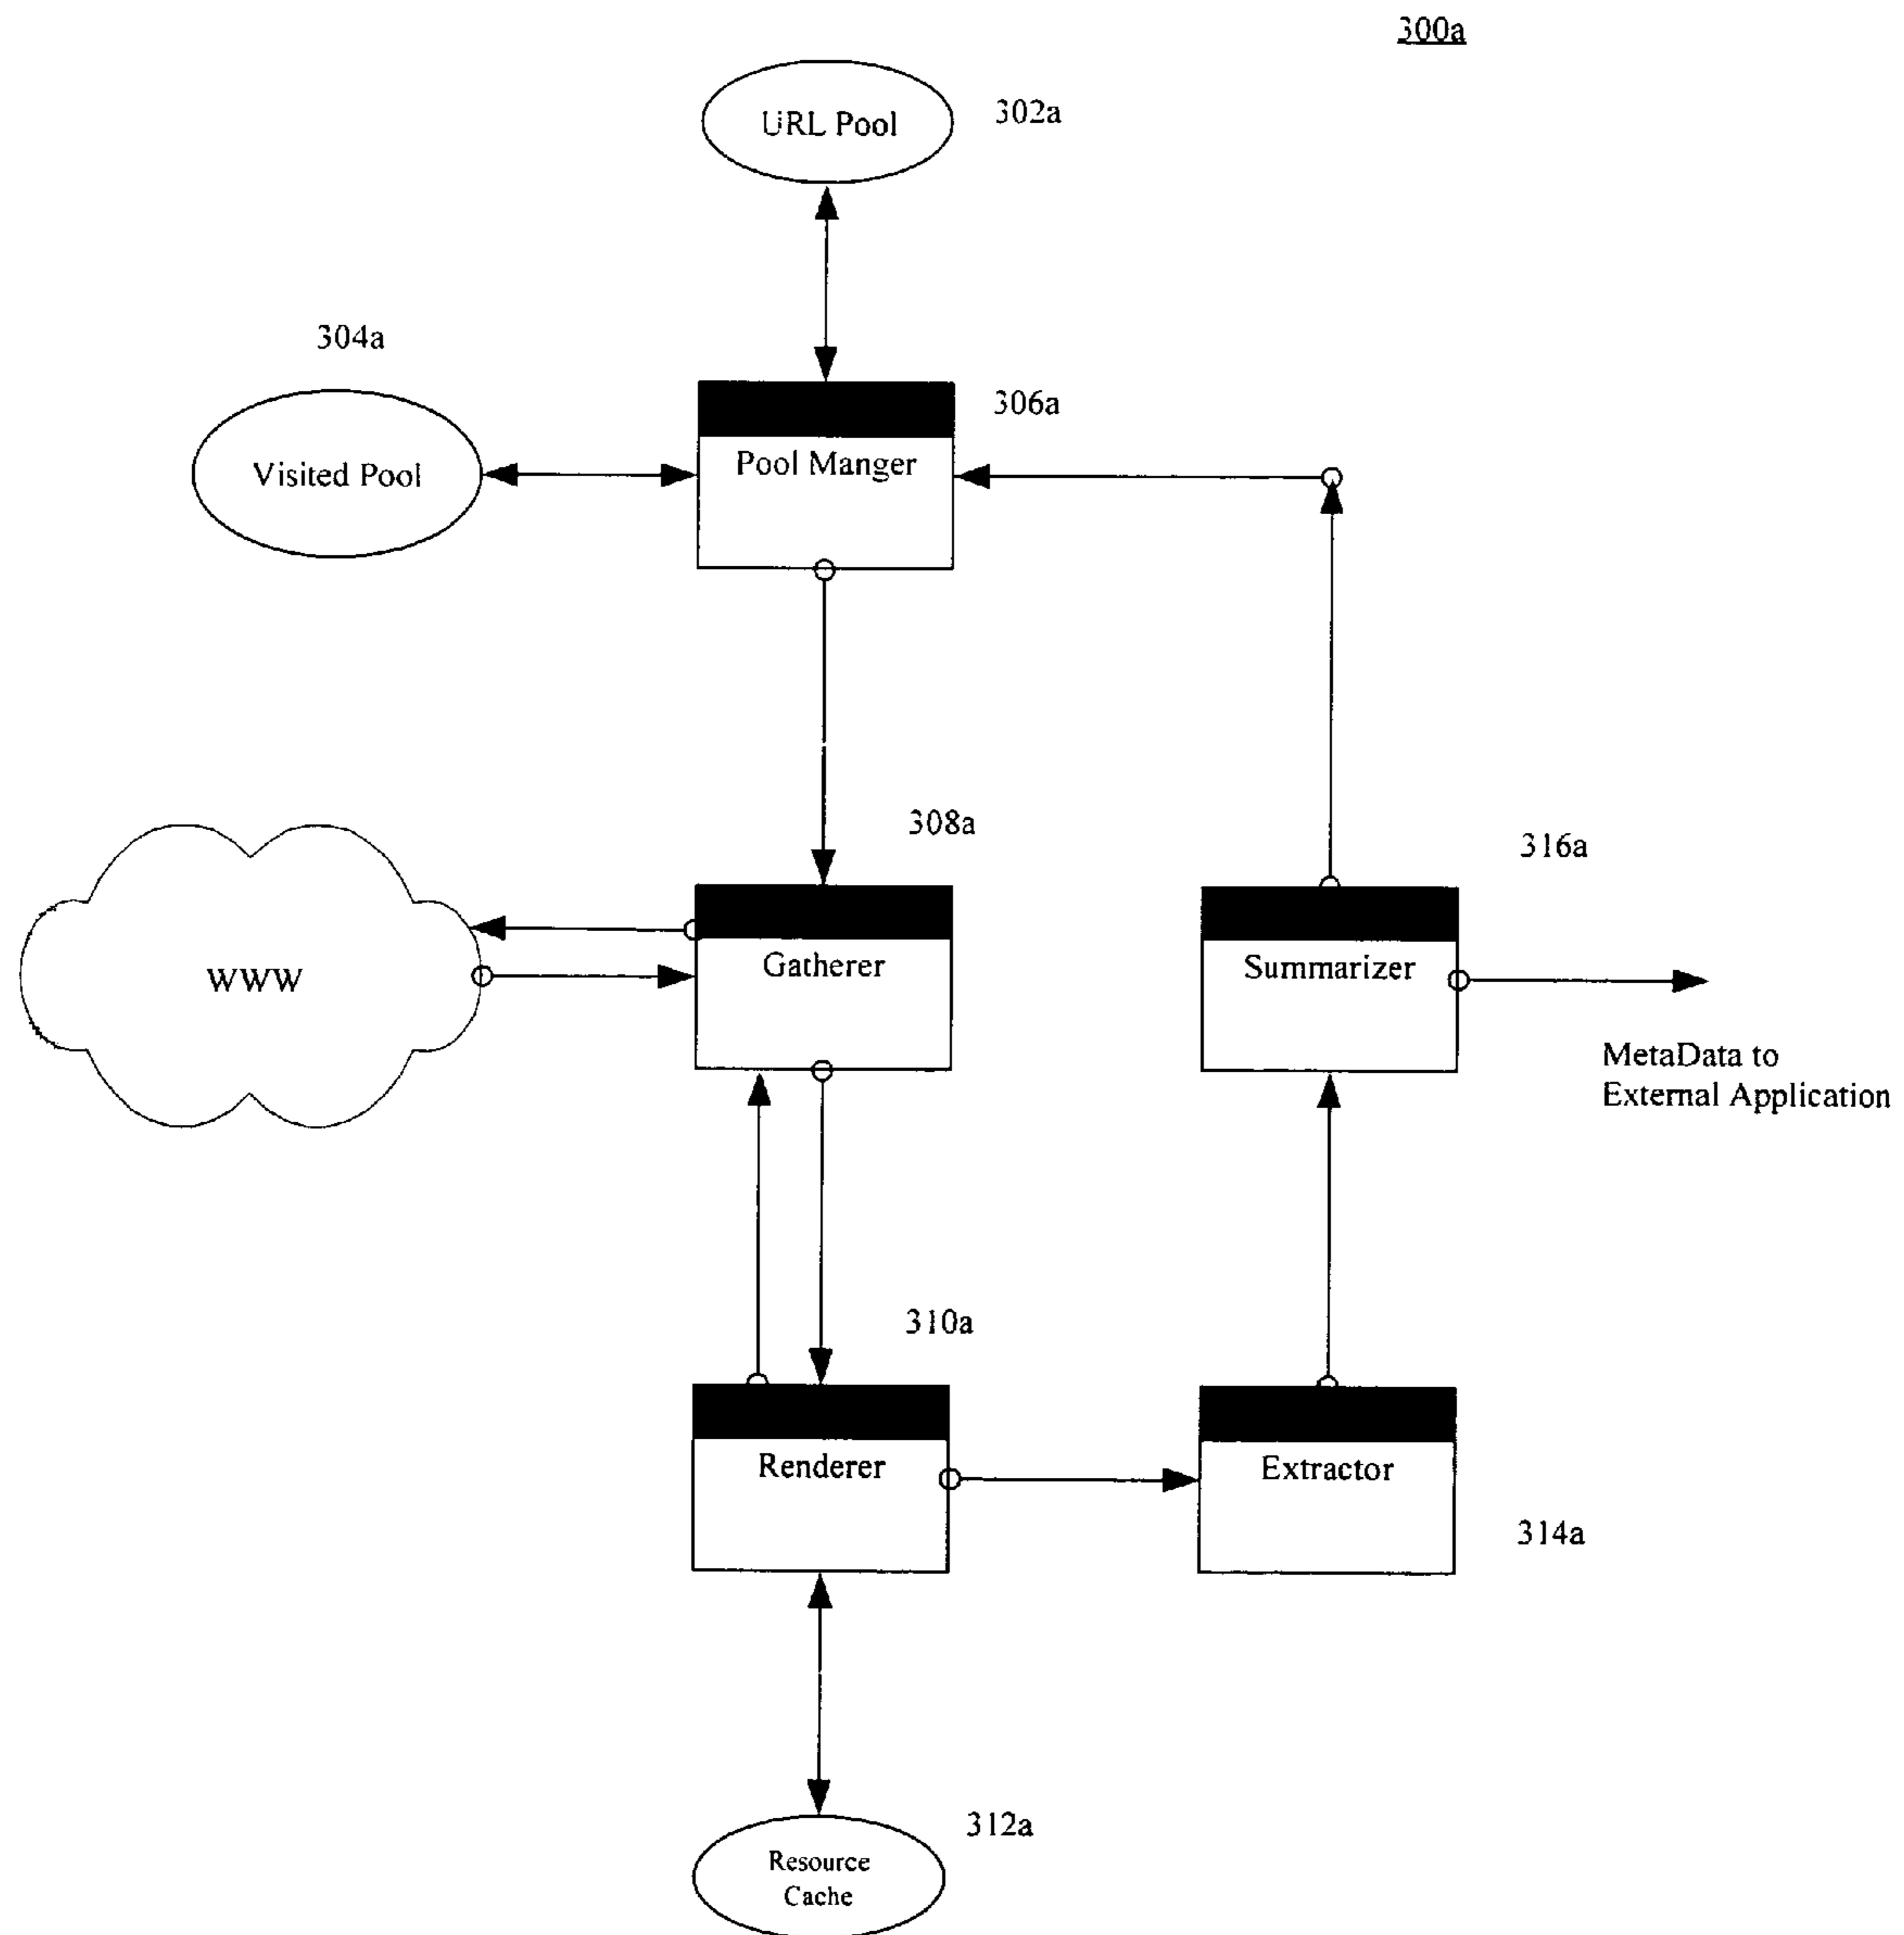 300a
URL Pool
302a
304a
306a
Visited Pool
Pool Manger
308a
316a
WWW
Gatherer
Summarizer
MetaData to
External Application
310a
Renderer
Extractor
314a
312a
Resource
Cache